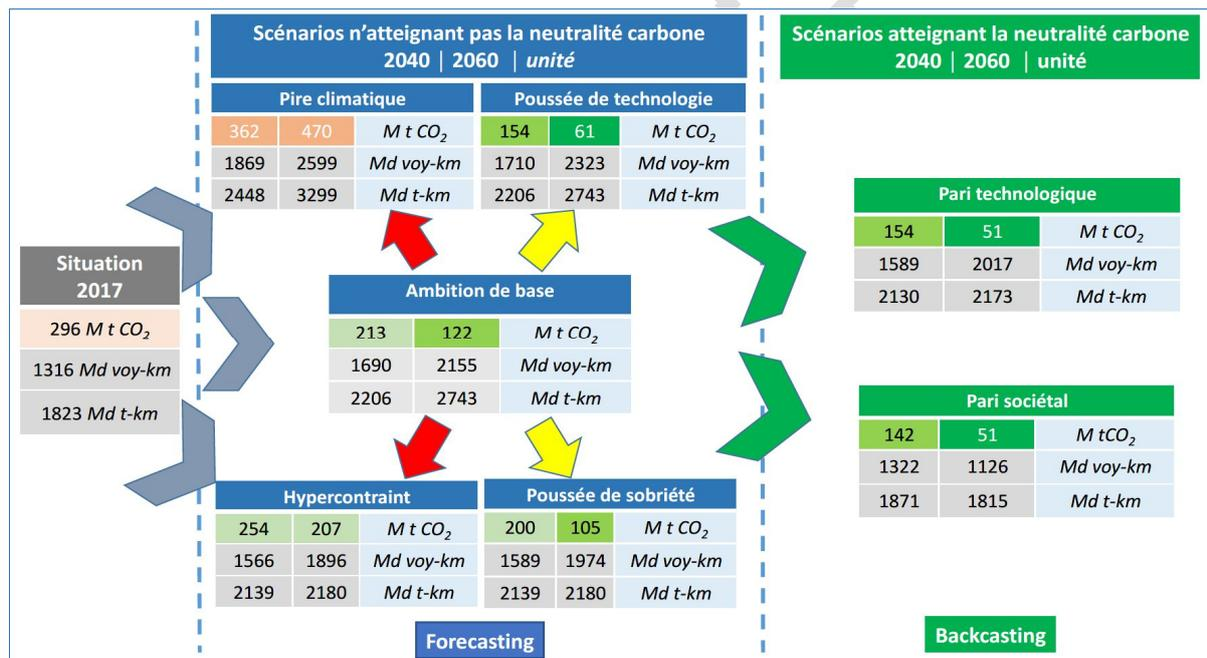 Scénarios n'atteignant pas la neutralité carbone
2040 | 2060 | unité
Scénarios atteignant la neutralité carbone
2040 | 2060 | unité
Pire climatique
362 470 M t CO₂
1869 2599 Md voy-km
2448 3299 Md t-km
Poussée de technologie
154 61 M t CO₂
1710 2323 Md voy-km
2206 2743 Md t-km
Situation
2017
296 M t CO₂
1316 Md voy-km
1823 Md t-km
Ambition de base
213 122 M t CO₂
1690 2155 Md voy-km
2206 2743 Md t-km
Pari technologique
154 51 M t CO₂
1589 2017 Md voy-km
2130 2173 Md t-km
Pari sociétal
142 51 M tCO₂
1322 1126 Md voy-km
1871 1815 Md t-km
Hypercontraint
254 207 M t CO₂
1566 1896 Md voy-km
2139 2180 Md t-km
Poussée de sobriété
200 105 M t CO₂
1589 1974 Md voy-km
2139 2180 Md t-km
Forecasting
Backcasting